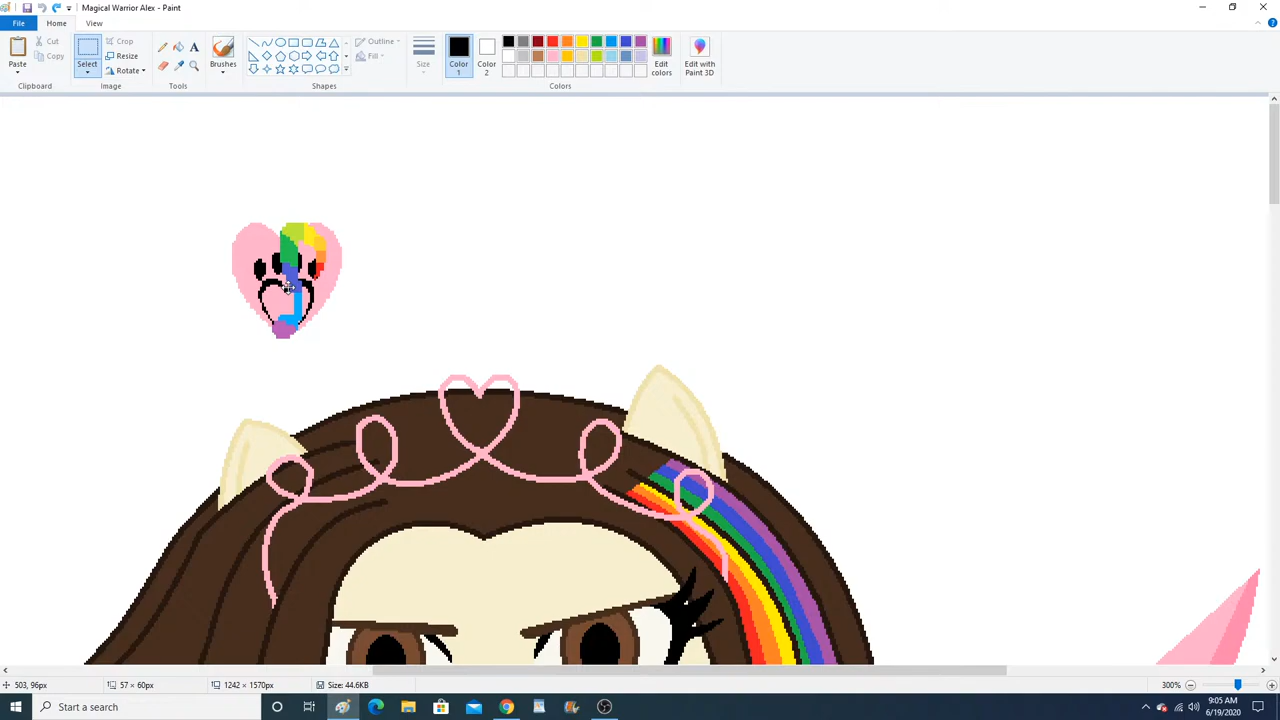 Magical Warrior Alex - Paint
File Home View
Paste Cut Copy Clipboard
Select Crop Resize Rotate Image
A Tools
Brushes
Outline Fill Shapes
Size
Color 1 Color 2
Edit colors Colors
Edit with Paint 3D
503, 96px 57 × 60px 1242 × 1570px Size: 44.6KB 300%
Search 9:05 AM
6/19/2020